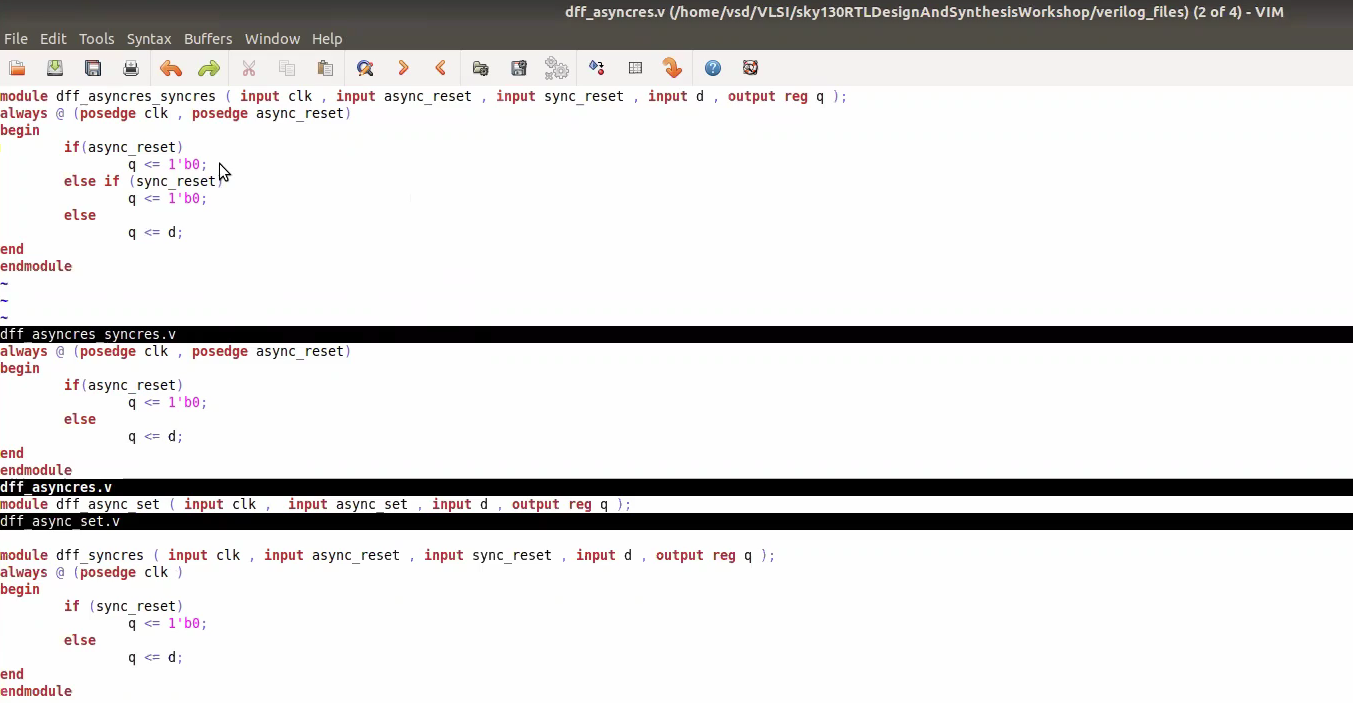 dff_asyncres.v (/home/vsd/VLSI/sky130RTLDesignAndSynthesisWorkshop/verilog_files) (2 of 4) - VIM
File Edit Tools Syntax Buffers Window Help
module dff_asyncres_syncres ( input clk , input async_reset , input sync_reset , input d , output reg q );
always @ (posedge clk , posedge async_reset)
begin
if(async_reset)
q <= 1'b0;
else if (sync_reset)
q <= 1'b0;
else
q <= d;
end
endmodule
~
~
~
dff_asyncres_syncres.v
always @ (posedge clk , posedge async_reset)
begin
if(async_reset)
q <= 1'b0;
else
q <= d;
end
endmodule
dff_asyncres.v
module dff_async_set ( input clk ,  input async_set , input d , output reg q );
dff_async_set.v
module dff_syncres ( input clk , input async_reset , input sync_reset , input d , output reg q );
always @ (posedge clk )
begin
if (sync_reset)
q <= 1'b0;
else
q <= d;
end
endmodule